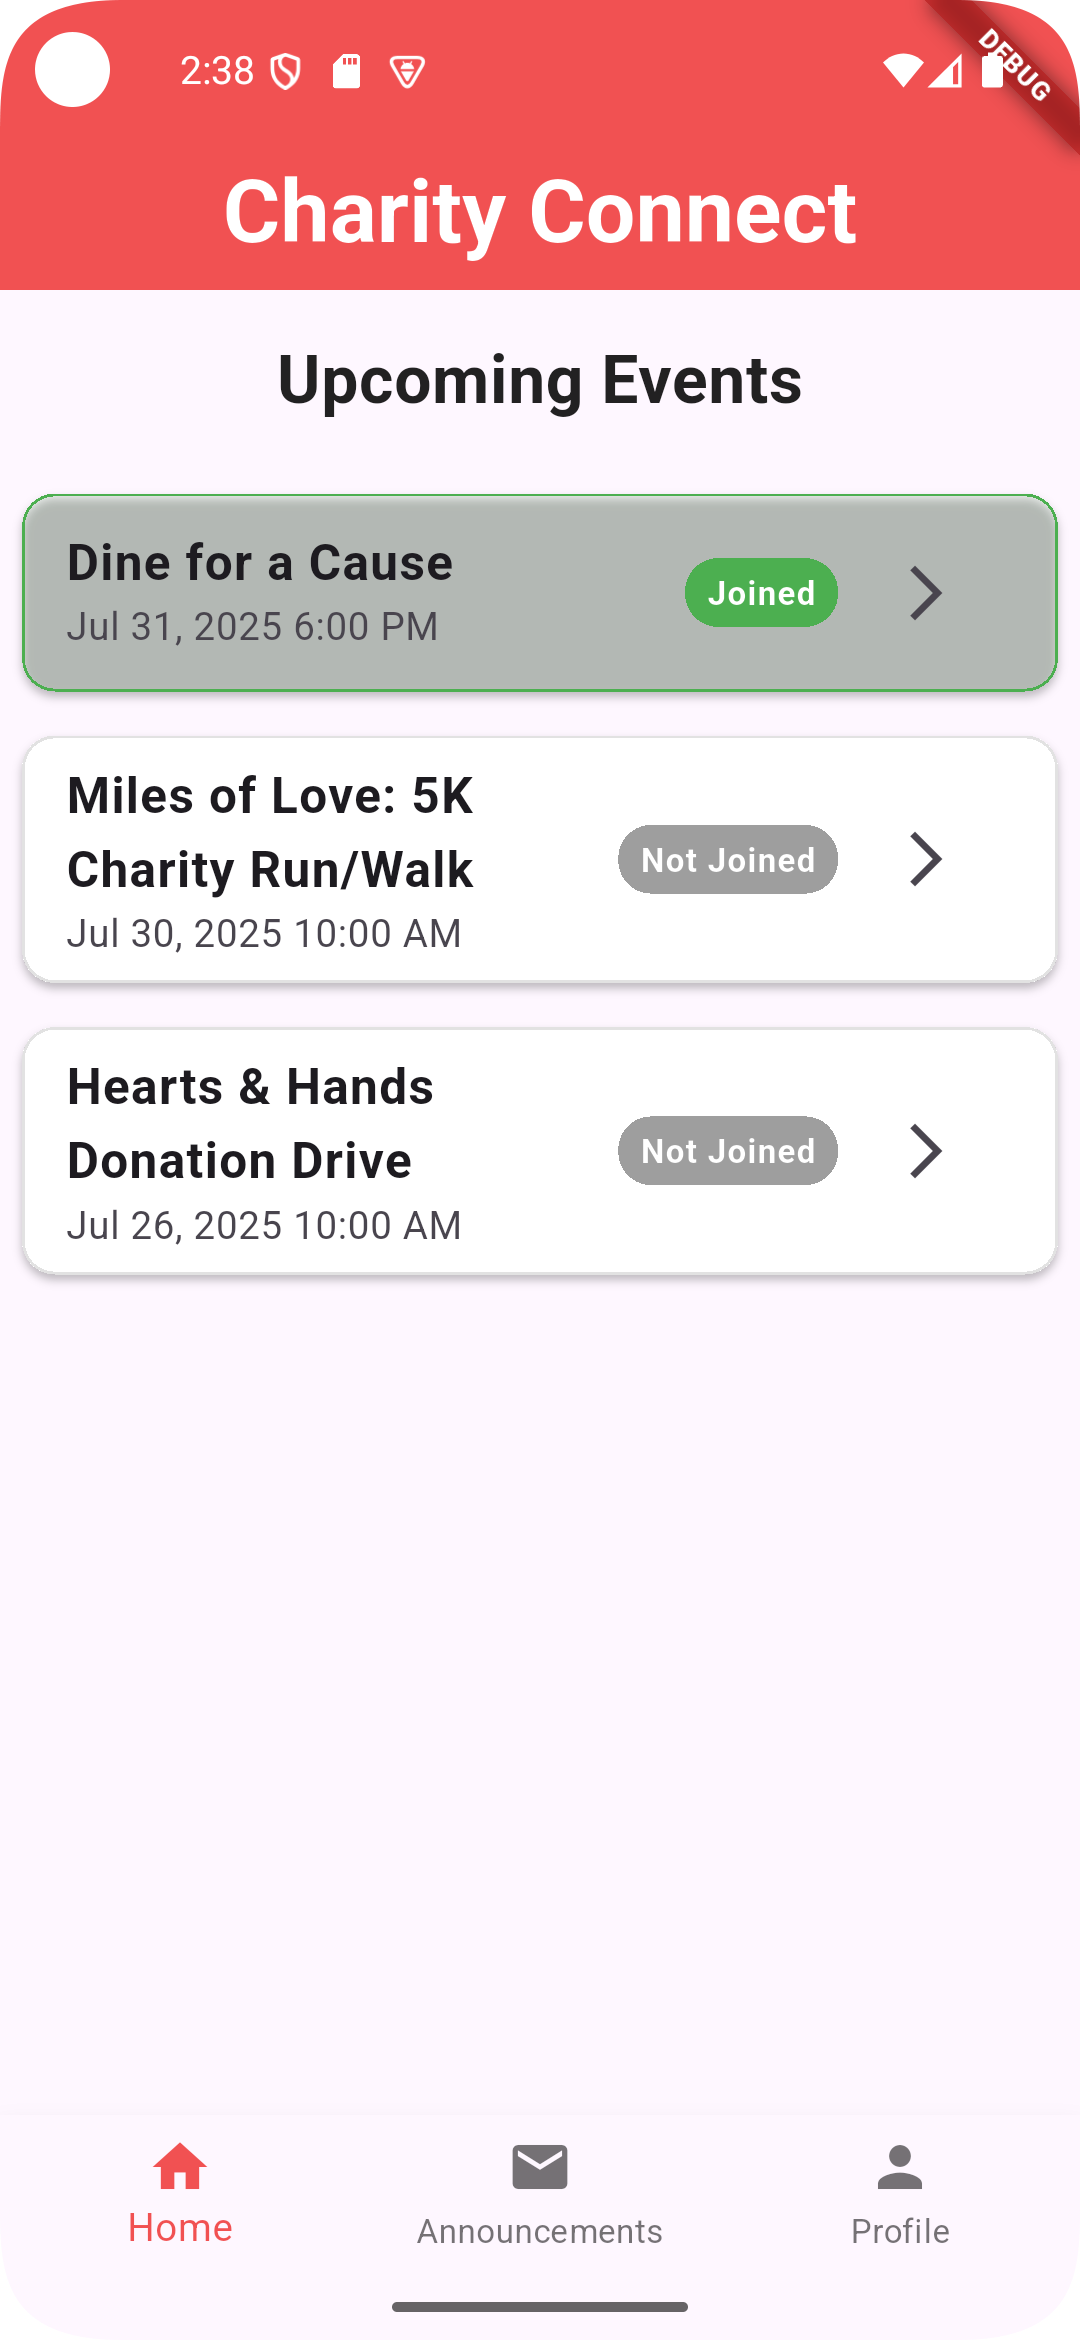 2:38
DEBUG
Charity Connect
Upcoming Events
Dine for a Cause
Jul 31, 2025 6:00 PM
Joined
Miles of Love: 5K
Charity Run/Walk
Jul 30, 2025 10:00 AM
Not Joined
Hearts & Hands
Donation Drive
Jul 26, 2025 10:00 AM
Not Joined
Home
Announcements
Profile